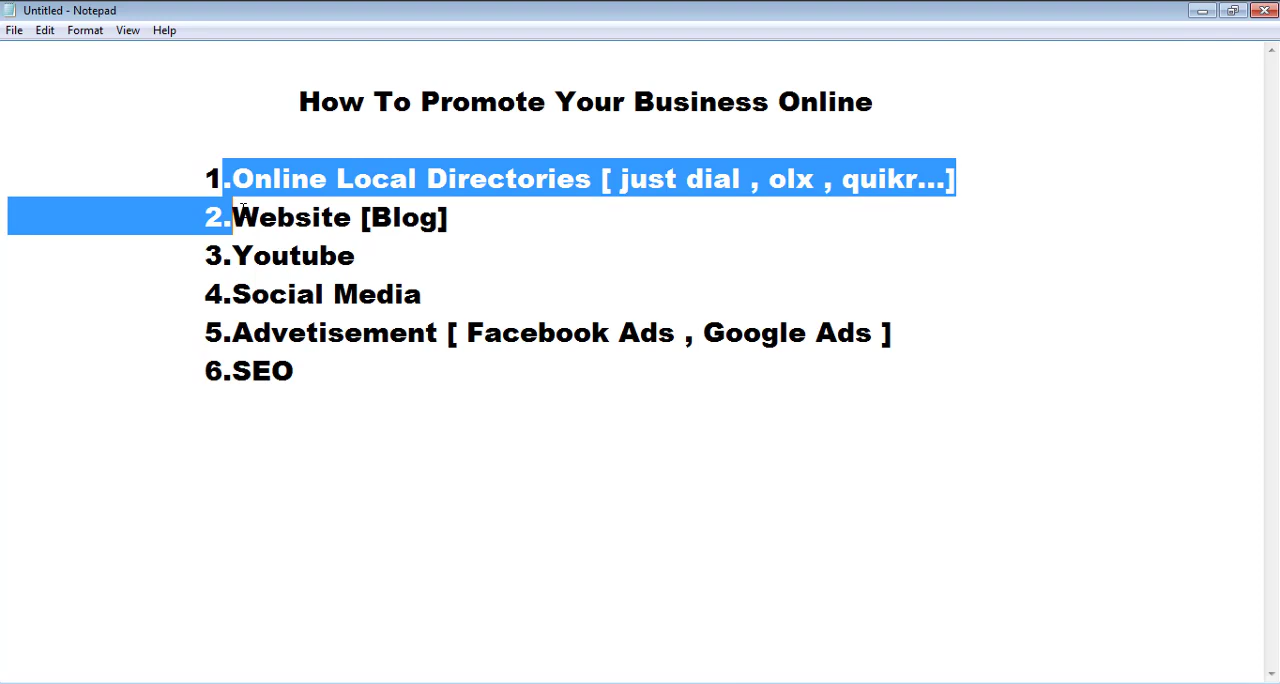 Untitled - Notepad
File Edit Format View Help
How To Promote Your Business Online
1.Online Local Directories [ just dial , olx , quikr...]
2.Website [Blog]
3.Youtube
4.Social Media
5.Advetisement [ Facebook Ads , Google Ads ]
6.SEO